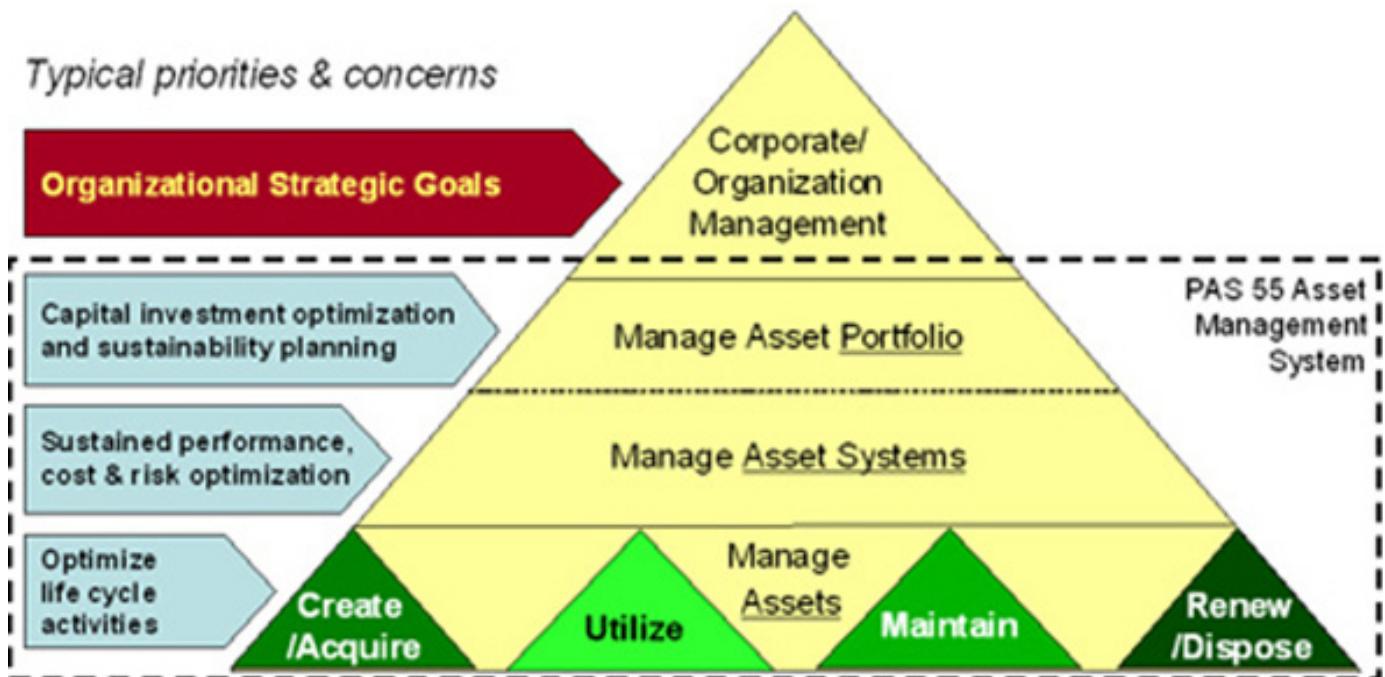 Typical priorities & concerns
Organizational Strategic Goals
Corporate/
Organization
Management
Capital investment optimization
and sustainability planning
Manage Asset Portfolio
PAS 55 Asset
Management
System
Sustained performance,
cost & risk optimization
Manage Asset Systems
Optimize
life cycle
activities
Create
/Acquire
Utilize
Manage
Assets
Maintain
Renew
/Dispose